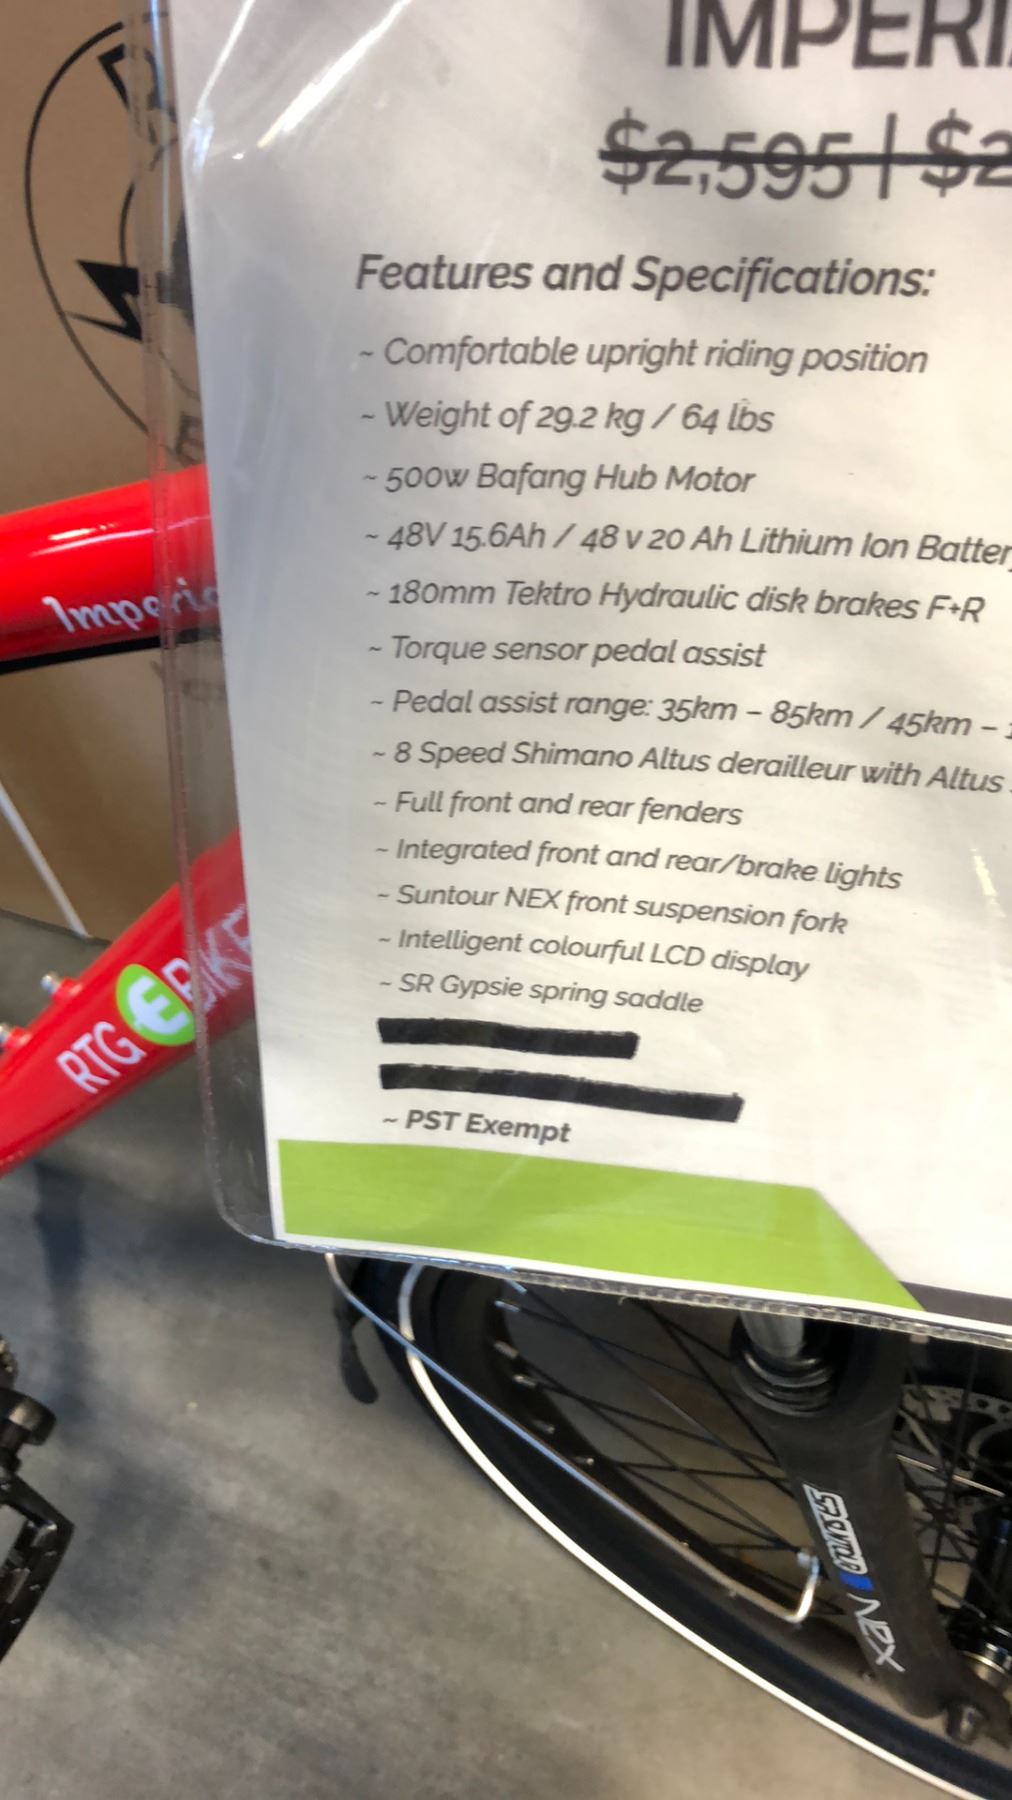 IMPERI
$2,595 | $2
Features and Specifications:
~ Comfortable upright riding position
~ Weight of 29.2 kg / 64 lbs
~ 500w Bafang Hub Motor
~ 48V 15.6Ah / 48 v 20 Ah Lithium Ion Batter
~ 180mm Tektro Hydraulic disk brakes F+R
~ Torque sensor pedal assist
~ Pedal assist range: 35km – 85km / 45km –
~ 8 Speed Shimano Altus derailleur with Altus
~ Full front and rear fenders
~ Integrated front and rear/brake lights
~ Suntour NEX front suspension fork
~ Intelligent colourful LCD display
~ SR Gypsie spring saddle
~ PST Exempt
Imperia
RTG EBIKE
SR SUNTOUR
NEX